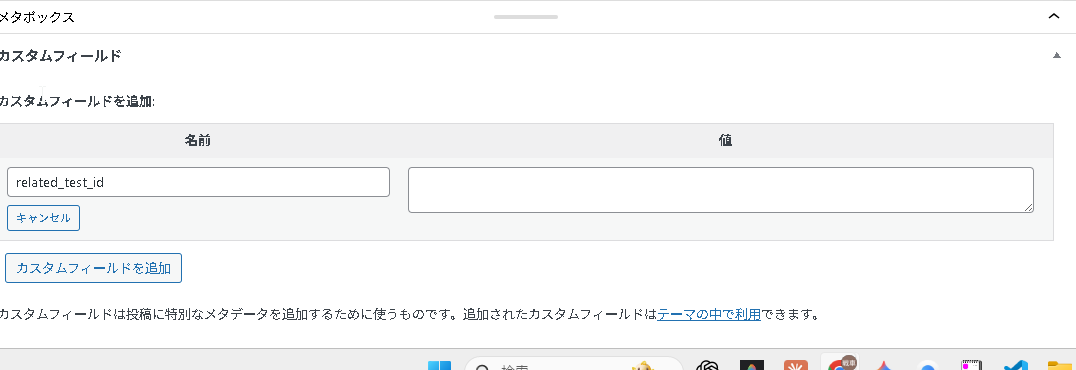 メタボックス
カスタムフィールド
カスタムフィールドを追加:
名前 値
related_test_id
キャンセル
カスタムフィールドを追加
カスタムフィールドは投稿に特別なメタデータを追加するために使うものです。追加されたカスタムフィールドはテーマの中で利用できます。
検索
戦車